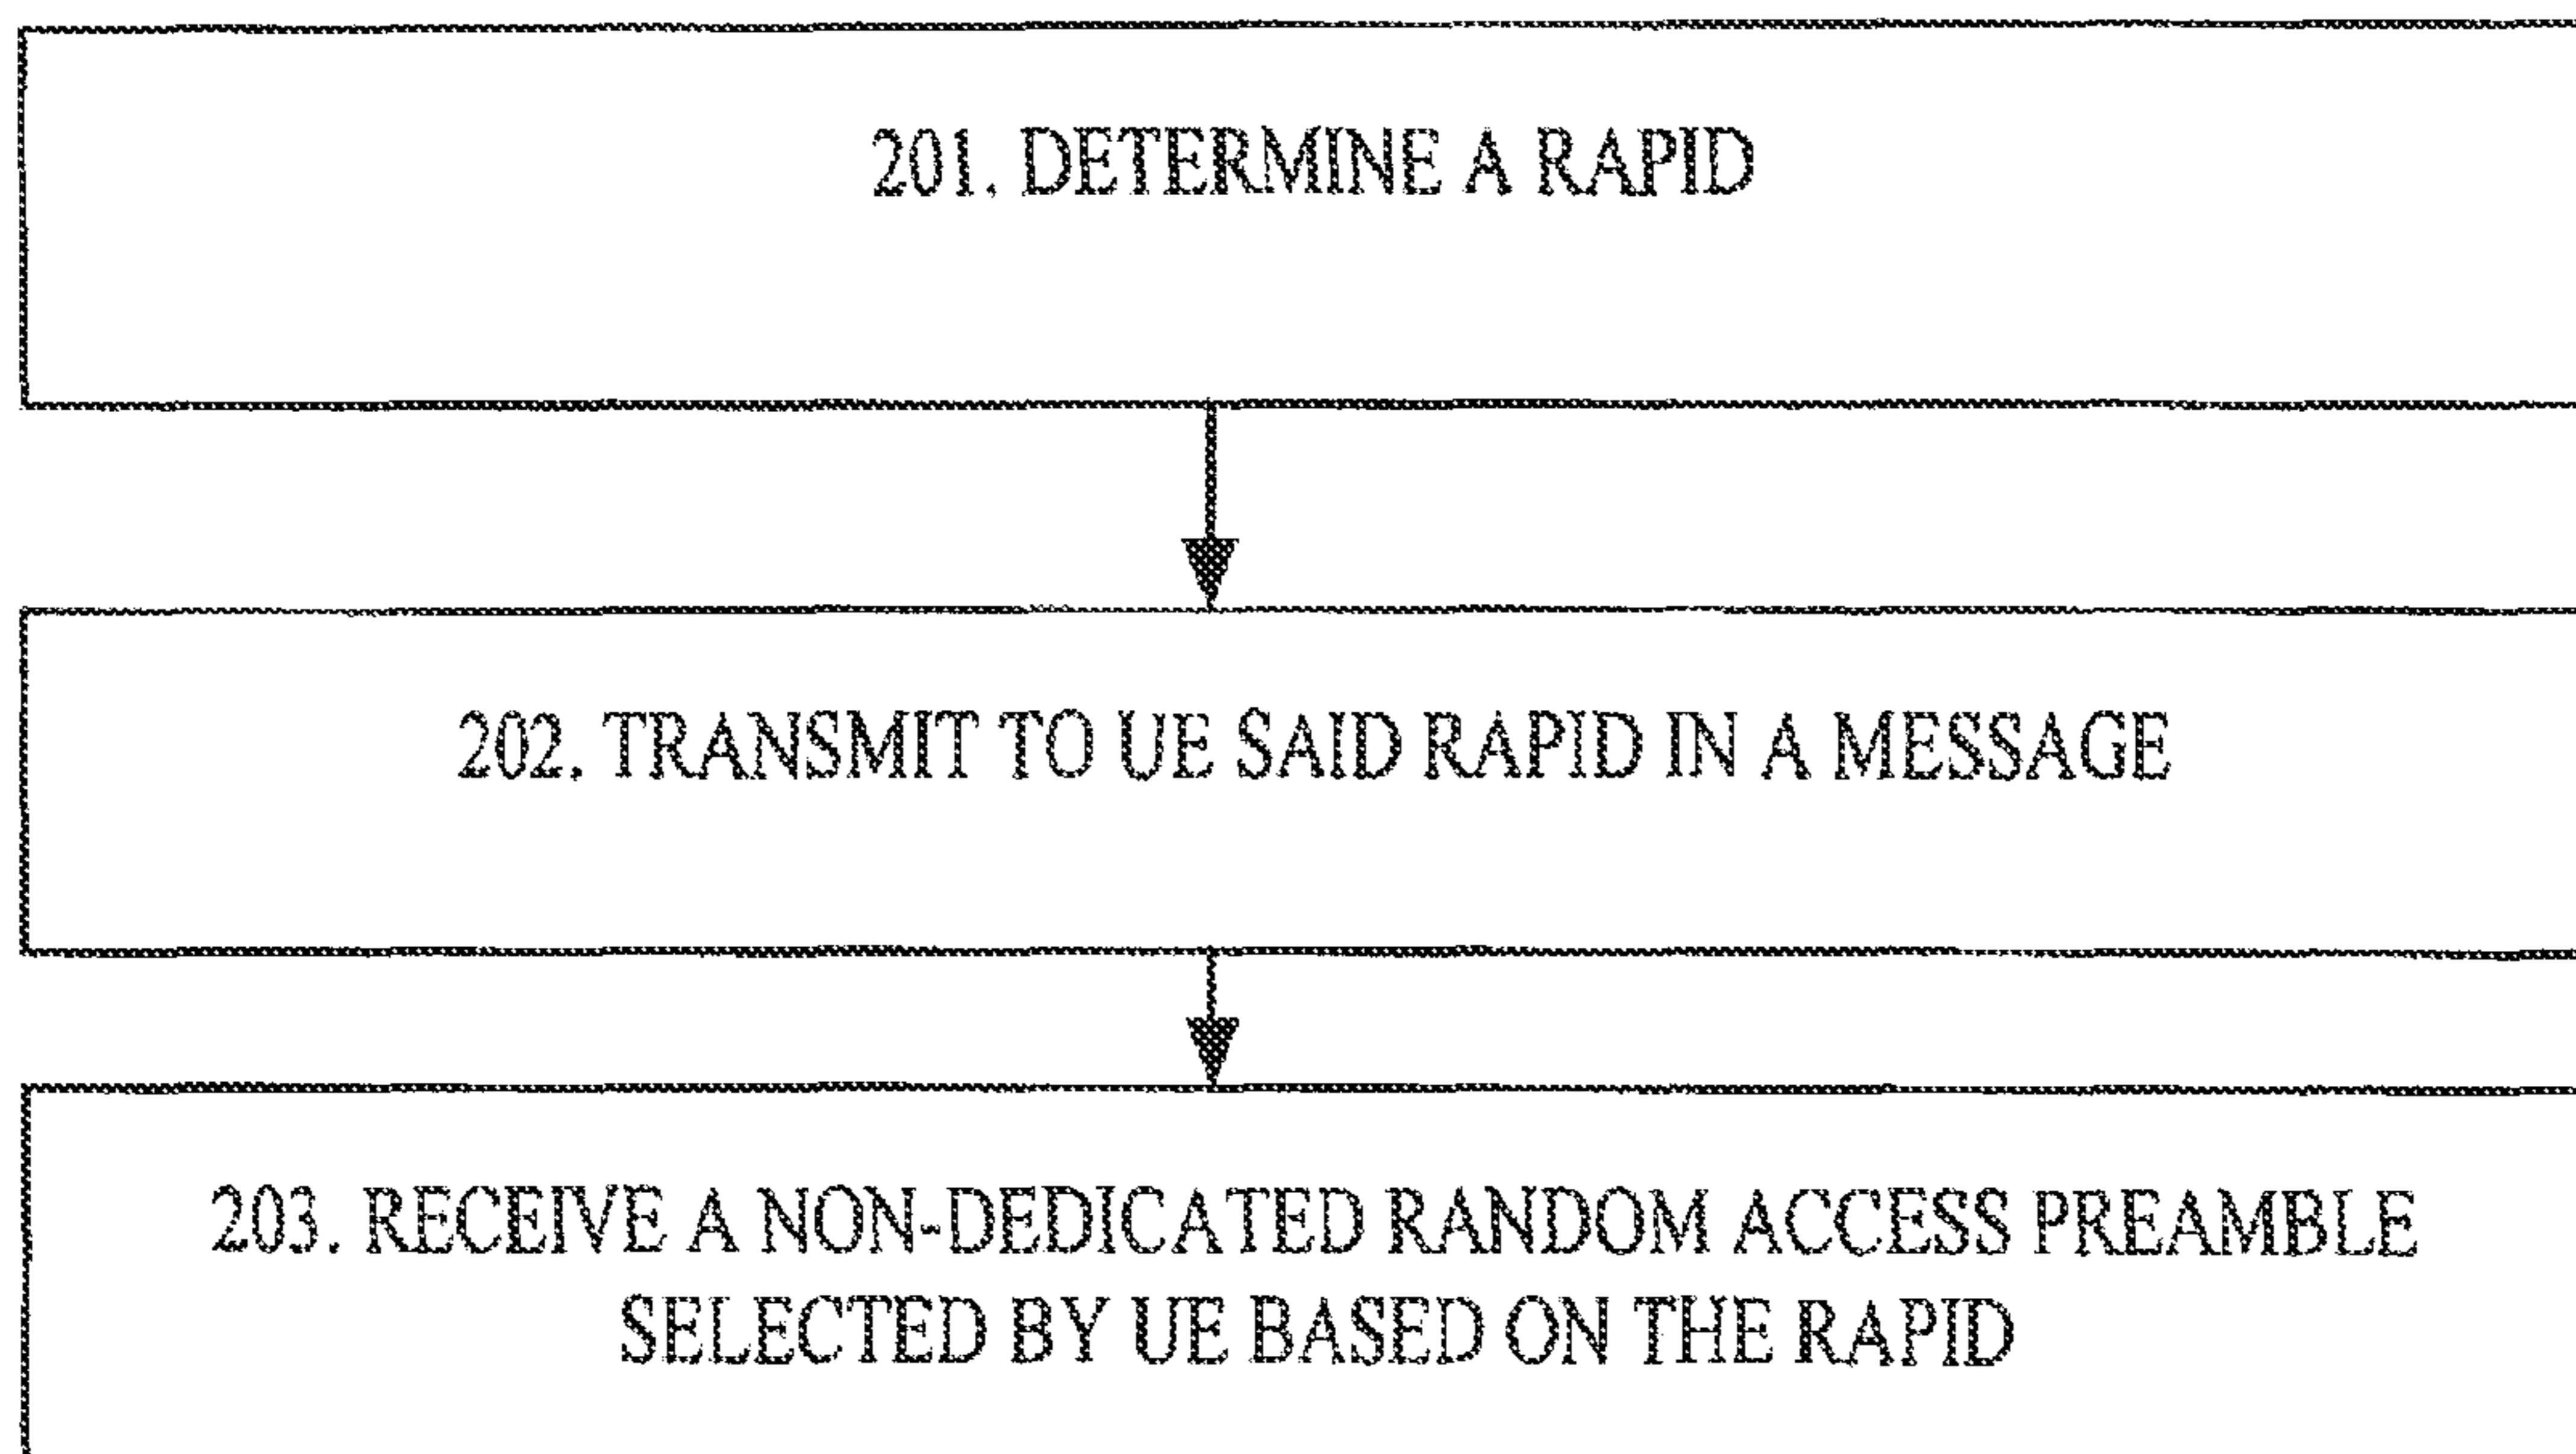 201. DETERMINE A RAPID
202. TRANSMIT TO UE SAID RAPID IN A MESSAGE
203. RECEIVE A NON-DEDICATED RANDOM ACCESS PREAMBLE
SELECTED BY UE BASED ON THE RAPID